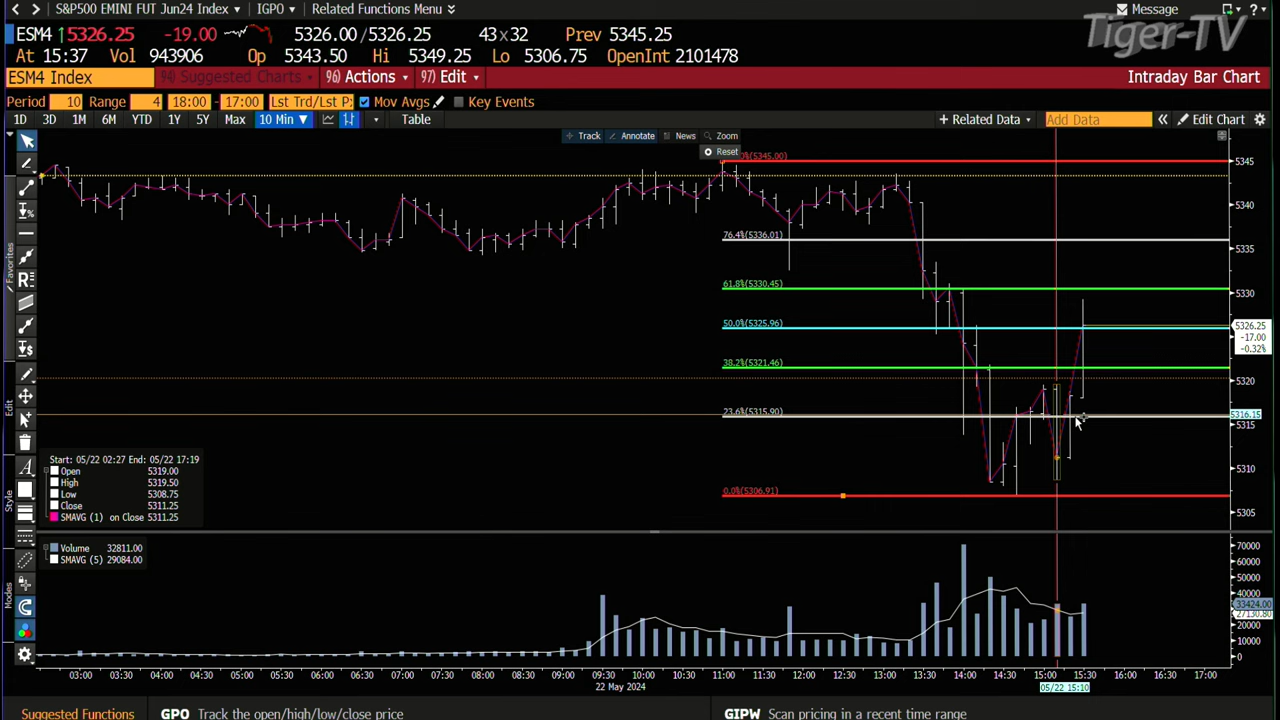 S&P500 EMINI FUT Jun24 Index IGPO Related Functions Menu Message
Tiger-TV
ESM4 5326.25 -19.00 5326.00/5326.25 43x32 Prev 5345.25
At 15:37 Vol 943906 Op 5343.50 Hi 5349.25 Lo 5306.75 OpenInt 2101478
ESM4 Index 94) Suggested Charts 96) Actions 97) Edit Intraday Bar Chart
Period 10 Range 4 18:00 - 17:00 Lst Trd/Lst P: Mov Avgs Key Events
1D 3D 1M 6M YTD 1Y 5Y Max 10 Min Table + Related Data Add Data Edit Chart
Track Annotate News Zoom
Reset
5345
5340
5335
5330
5326.25
-17.00
-0.32%
5320
5316.15
5315
5310
5305
76.4%(5336.01)
61.8%(5330.45)
50.0%(5325.96)
38.2%(5321.46)
23.6%(5315.90)
0.0%(5306.91)
Favorites
Edit
Style
Modes
Start: 05/22 02:27 End: 05/22 17:19
Open 5319.00
High 5319.50
Low 5308.75
Close 5311.25
SMAVG (1) on Close 5311.25
Volume 32811.00
SMAVG (5) 29084.00
70000
60000
50000
40000
33424.00
20000
10000
0
03:00 03:30 04:00 04:30 05:00 05:30 06:00 06:30 07:00 07:30 08:00 08:30 09:00 09:30 10:00 10:30 11:00 11:30 12:00 12:30 13:00 13:30 14:00 14:30 15:00 15:30 16:00 16:30 17:00
22 May 2024 05/22 15:10
Suggested Functions GPO Track the open/high/low/close price GIPW Scan pricing in a recent time range